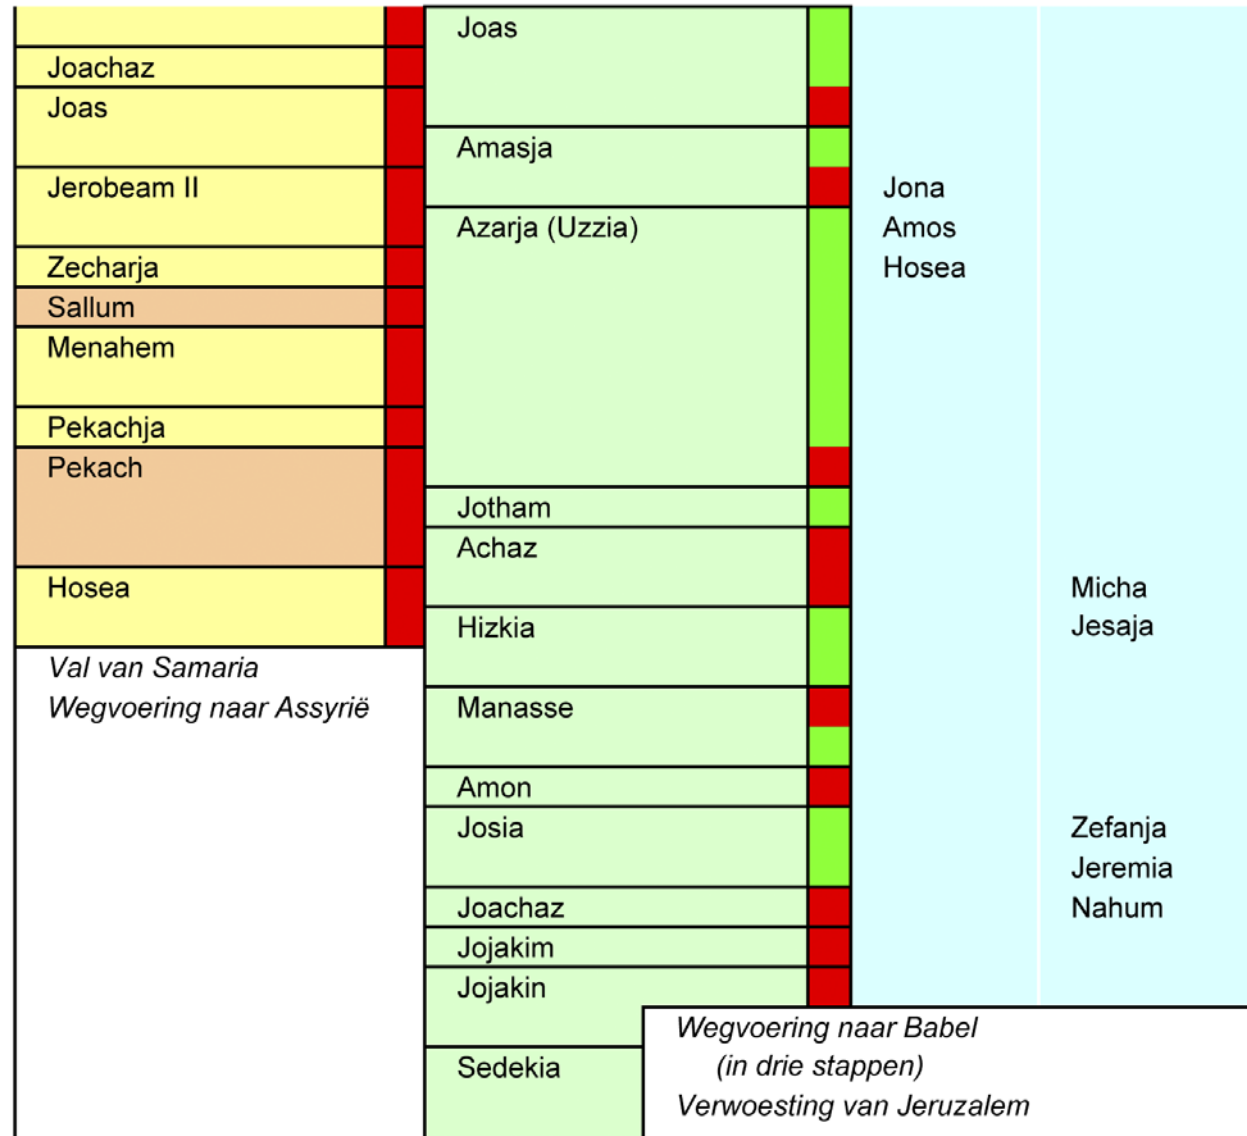 Joachaz
Joas
Jerobeam II
Zecharja
Sallum
Menahem
Pekachja
Pekach
Hosea
Val van Samaria
Wegvoering naar Assyrië
Joas
Amasja
Azarja (Uzzia)
Jotham
Achaz
Hizkia
Manasse
Amon
Josia
Joachaz
Jojakim
Jojakin
Sedekia
Jona
Amos
Hosea
Micha
Jesaja
Zefanja
Jeremia
Nahum
Wegvoering naar Babel
(in drie stappen)
Verwoesting van Jeruzalem